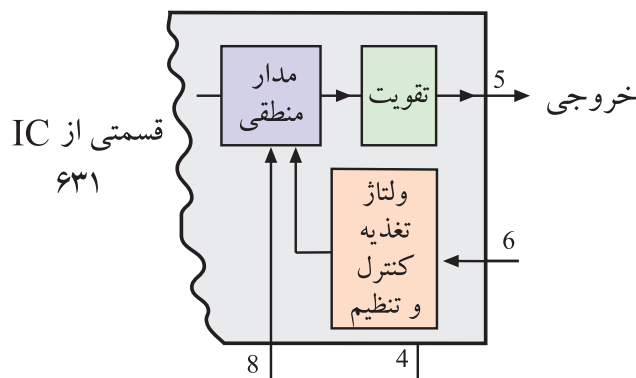 مدار
منطقی
تقویت
5
خروجی
قسمتی از IC
۶۳۱
ولتاژ
تغذیه
کنترل
و تنظیم
6
8
4